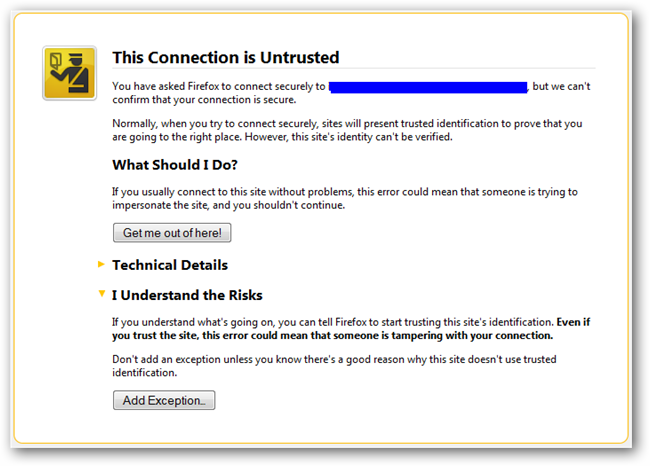 This Connection is Untrusted
You have asked Firefox to connect securely to , but we can't
confirm that your connection is secure.
Normally, when you try to connect securely, sites will present trusted identification to prove that you
are going to the right place. However, this site's identity can't be verified.
What Should I Do?
If you usually connect to this site without problems, this error could mean that someone is trying to
impersonate the site, and you shouldn't continue.
Get me out of here!
Technical Details
I Understand the Risks
If you understand what's going on, you can tell Firefox to start trusting this site's identification. Even if
you trust the site, this error could mean that someone is tampering with your connection.
Don't add an exception unless you know there's a good reason why this site doesn't use trusted
identification.
Add Exception..